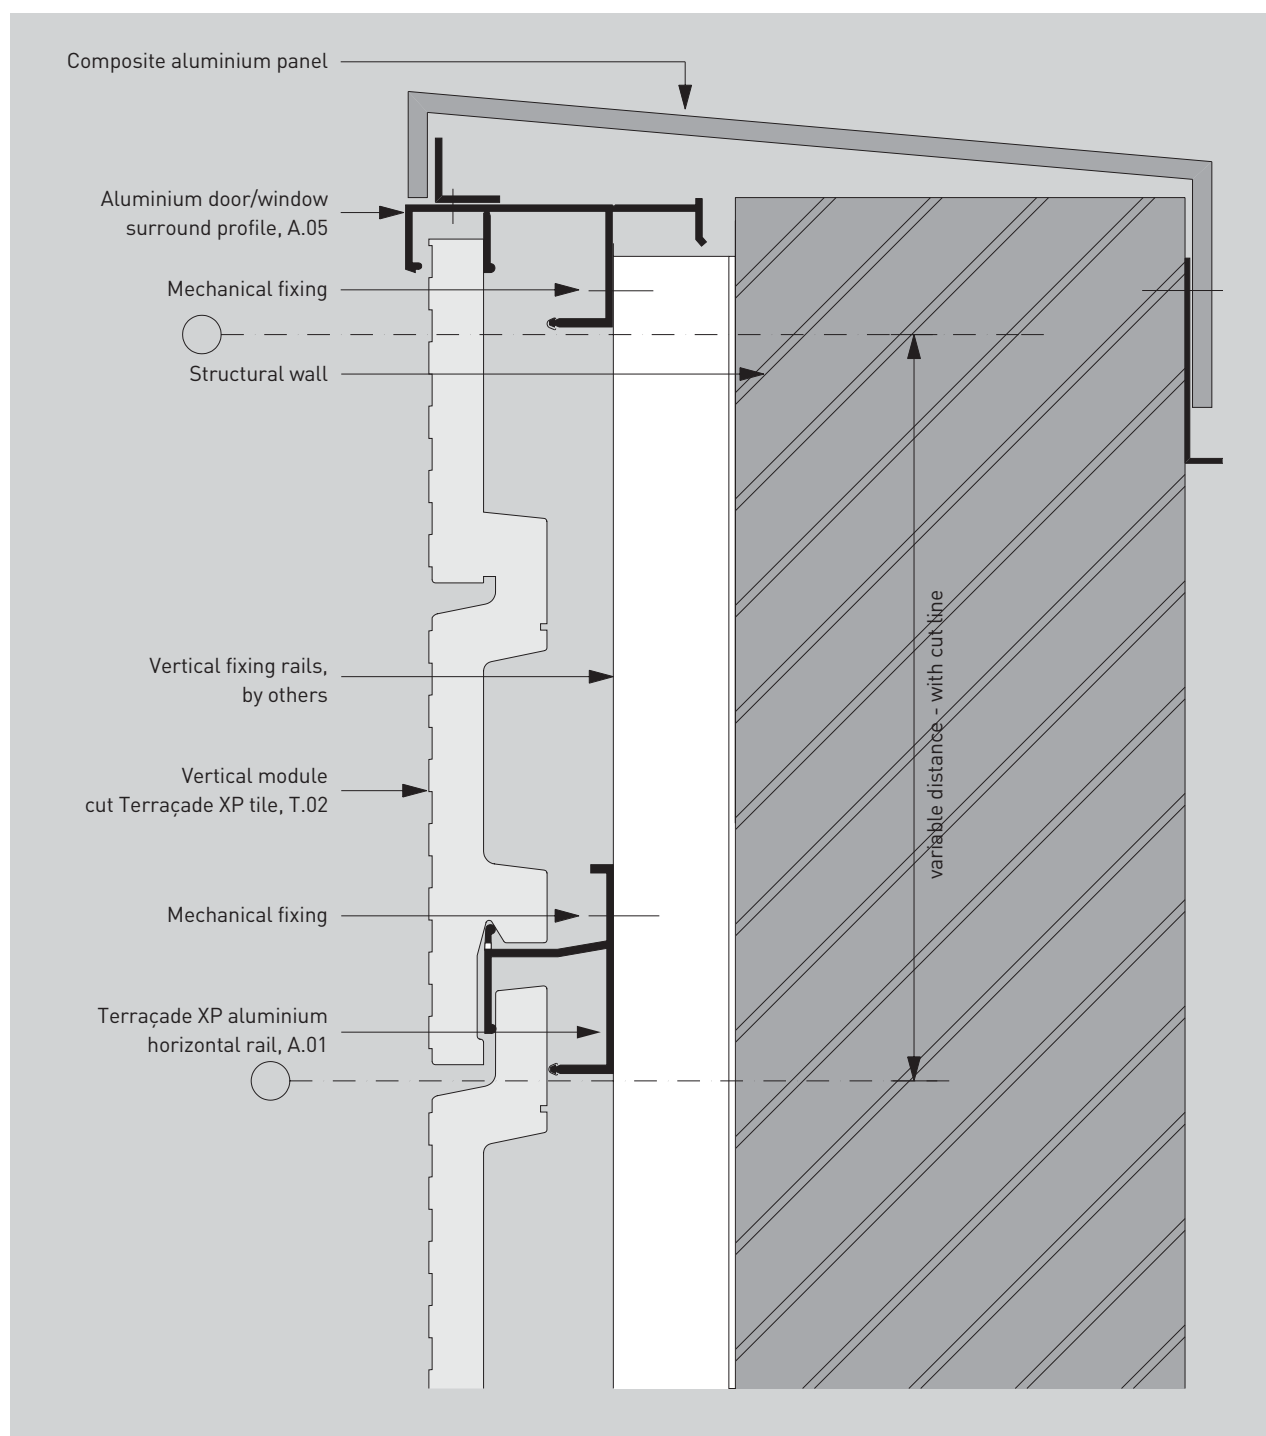 Composite aluminium panel
Aluminium door/window
surround profile, A.05
Mechanical fixing
Structural wall
Vertical fixing rails,
by others
Vertical module
cut Terraçade XP tile, T.02
Mechanical fixing
Terraçade XP aluminium
horizontal rail, A.01
variable distance - with cut line